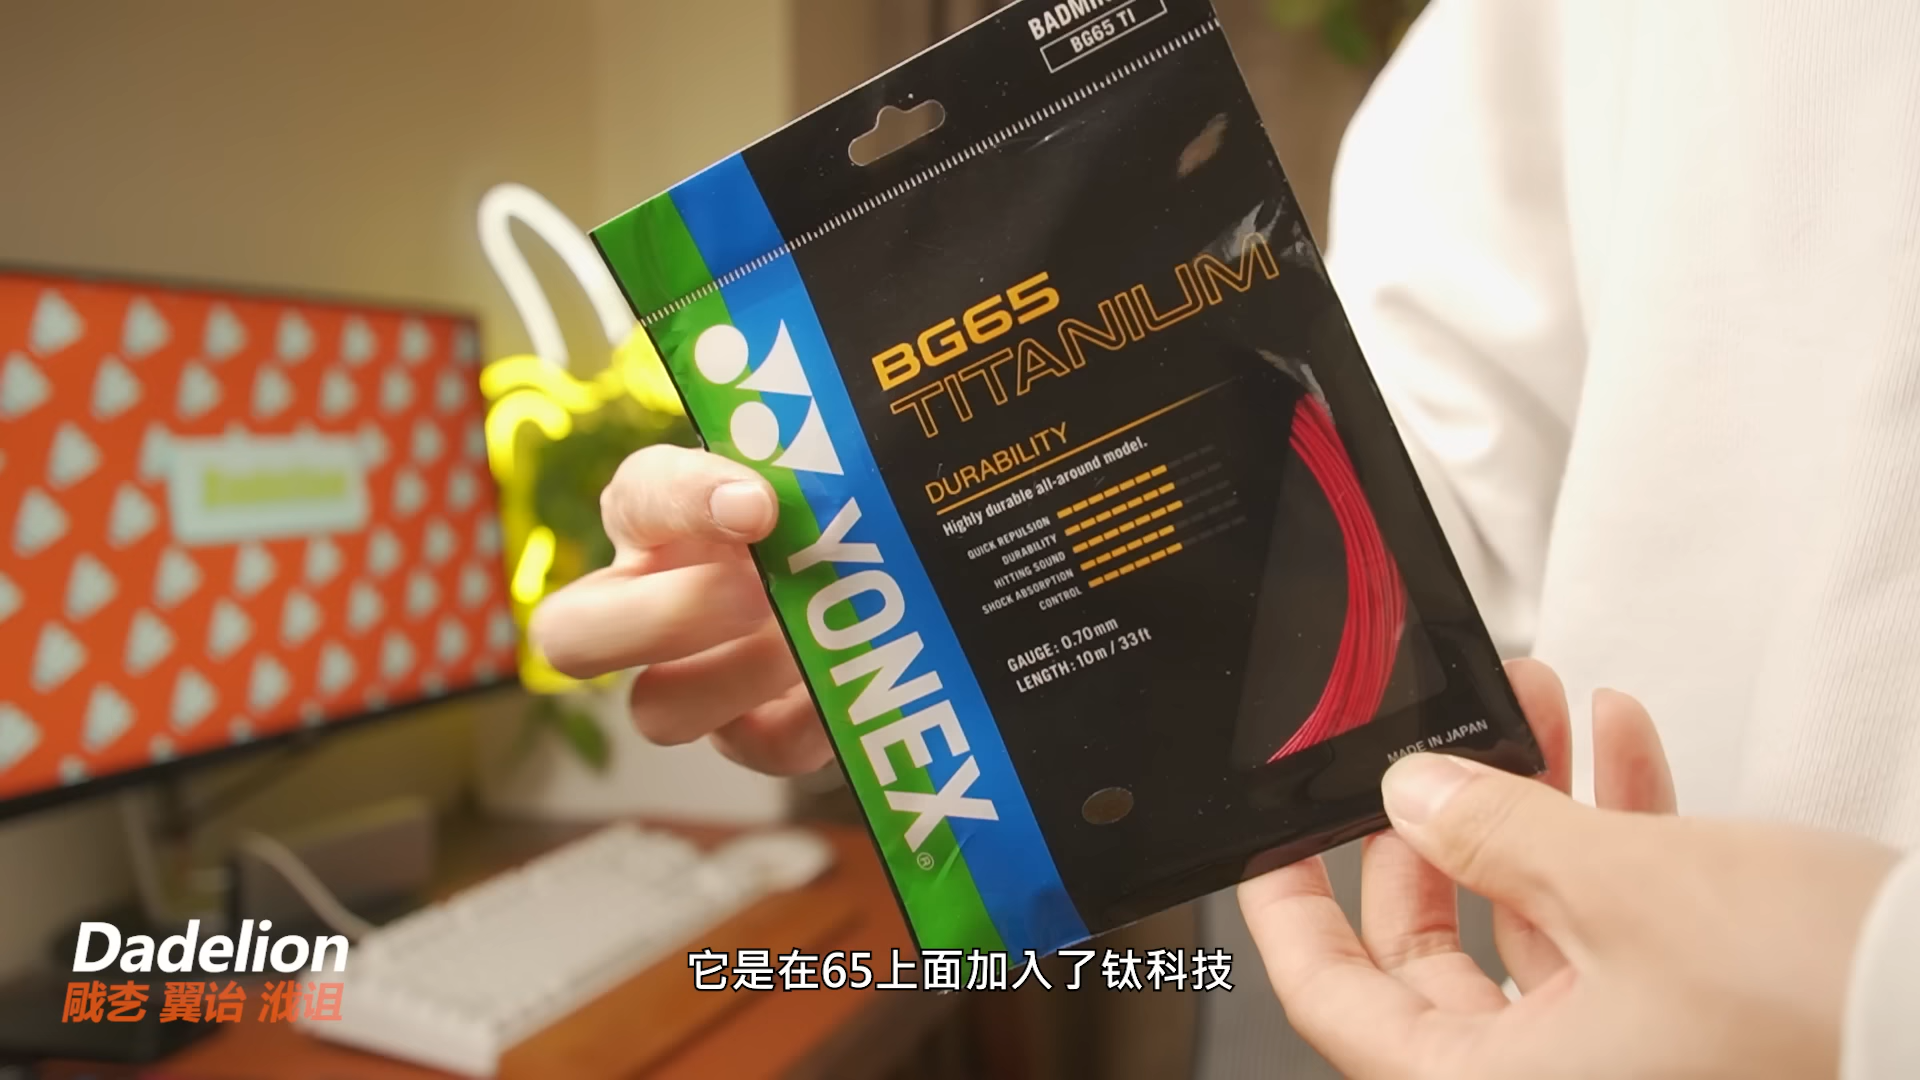 BG65 TI
BG65
TITANIUM
DURABILITY
Highly durable all-around model.
QUICK REPULSION
DURABILITY
HITTING SOUND
SHOCK ABSORPTION
CONTROL
GAUGE: 0.70mm
LENGTH: 10m / 33ft
MADE IN JAPAN
YONEX®
Dadelion
它是在65上面加入了钛科技